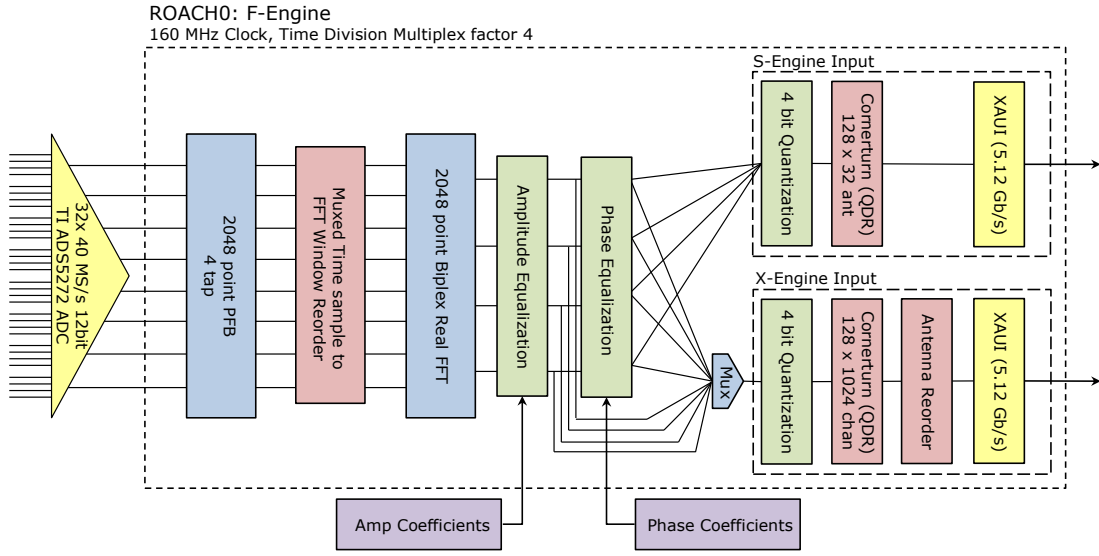 ROACH0: F-Engine
160 MHz Clock, Time Division Multiplex factor 4
32x 40 MS/s 12bit
TI ADS5272 ADC
2048 point PFB
4 tap
Muxed Time sample to
FFT Window Reorder
2048 point Biplex Real FFT
Amplitude Equalization
Phase Equalization
Mux
S-Engine Input
4 bit Quantization
Cornerturn (QDR)
128 x 32 ant
XAUI (5.12 Gb/s)
X-Engine Input
4 bit Quantization
Cornerturn (QDR)
128 x 1024 chan
Antenna Reorder
XAUI (5.12 Gb/s)
Amp Coefficients
Phase Coefficients